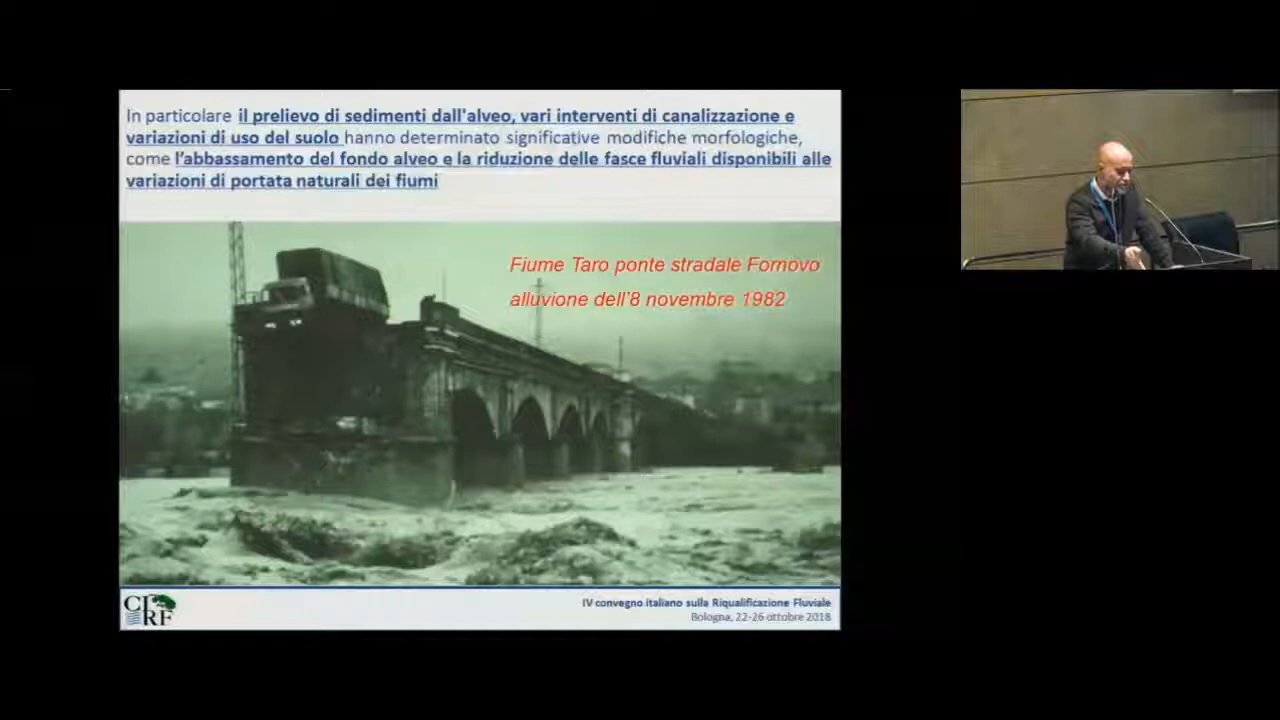 In particolare il prelievo di sedimenti dall'alveo, vari interventi di canalizzazione e
variazioni di uso del suolo hanno determinato significative modifiche morfologiche,
come l'abbassamento del fondo alveo e la riduzione delle fasce fluviali disponibili alle
variazioni di portata naturali dei fiumi
Fiume Taro ponte stradale Fornovo
alluvione dell'8 novembre 1982
CIRF
IV convegno italiano sulla Riqualificazione Fluviale
Bologna, 22-26 ottobre 2018